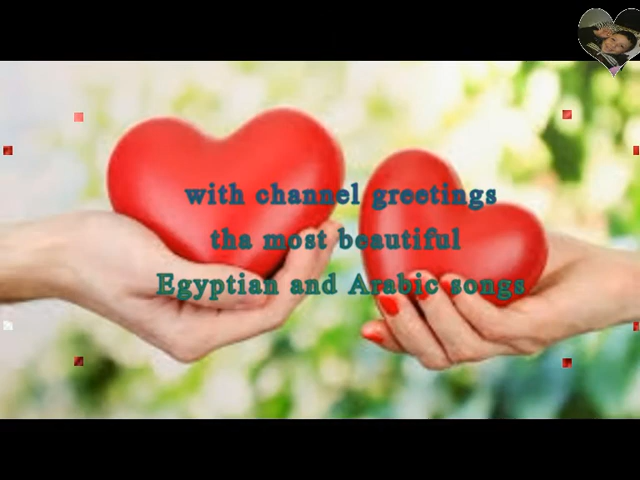 with channel greetings
tha most beautiful
Egyptian and Arabic songs